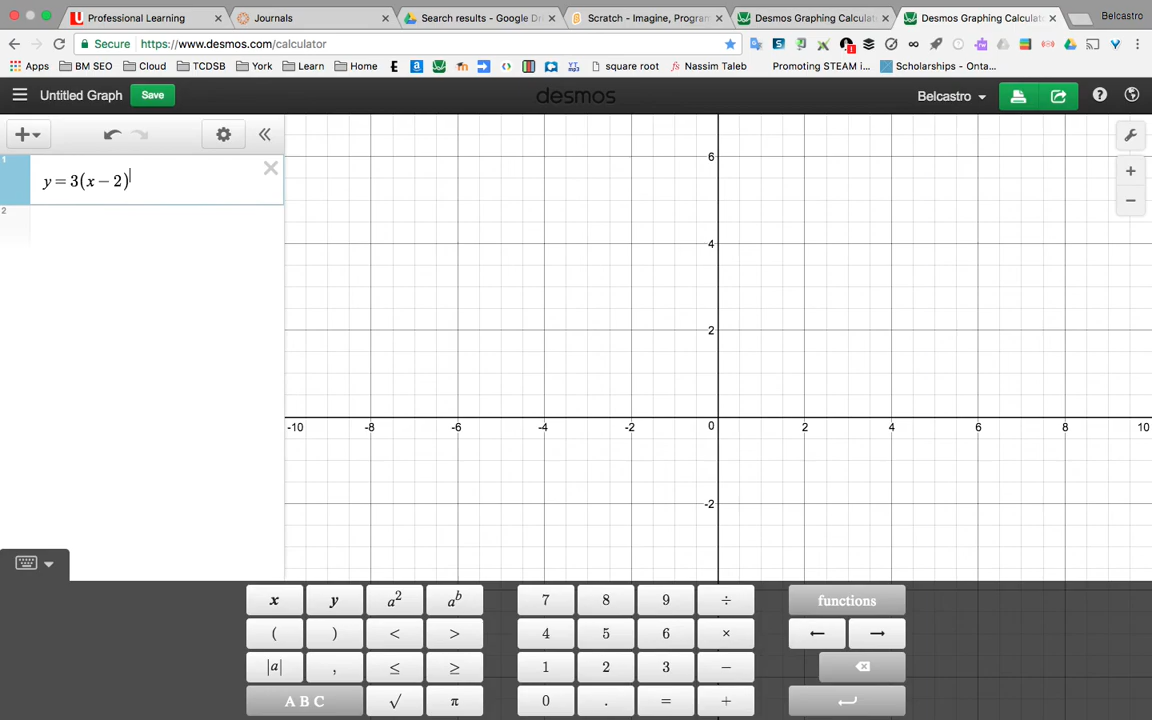 Professional Learning
Journals
Search results - Google Dr
Scratch - Imagine, Program
Desmos Graphing Calculat
Desmos Graphing Calculat
Belcastro
Secure
https://www.desmos.com/calculator
Apps
BM SEO
Cloud
TCDSB
York
Learn
Home
square root
Nassim Taleb
Promoting STEAM i...
Scholarships - Onta...
Untitled Graph
Save
desmos
Belcastro
1
y = 3(x − 2)
2
6
4
2
-10 -8 -6 -4 -2 0 2 4 6 8 10
-2
x y a² aᵇ 7 8 9 ÷ functions
( ) < > 4 5 6 × ← →
|a| , ≤ ≥ 1 2 3 −
A B C √ π 0 . = +